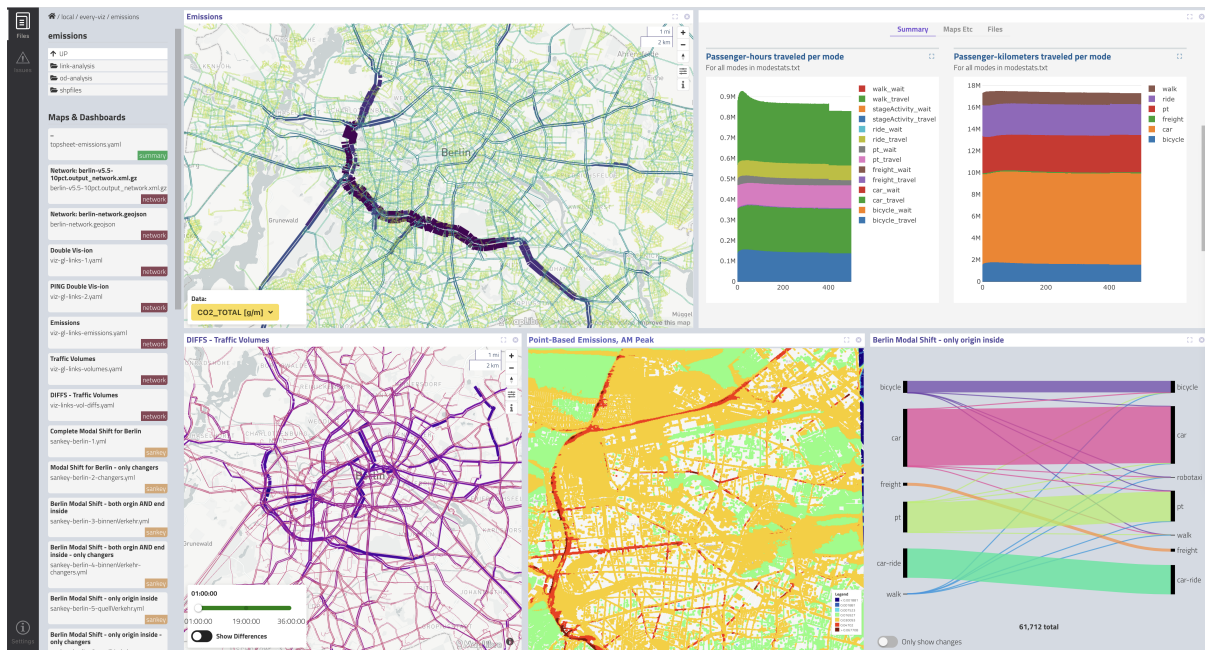 Files
Issues
Settings
/ local / every-viz / emissions
emissions
UP
link-analysis
od-analysis
shpfiles
Maps & Dashboards
topsheet-emissions.yaml
summary
Network: berlin-v5.5-
10pct.output_network.xml.gz
berlin-v5.5-10pct.output_network.xml.gz
network
Network: berlin-network.geojson
berlin-network.geojson
network
Double Vis-ion
viz-gl-links-1.yaml
network
PING Double Vis-ion
viz-gl-links-2.yaml
network
Emissions
viz-gl-links-emissions.yaml
network
Traffic Volumes
viz-gl-links-volumes.yaml
network
DIFFS - Traffic Volumes
viz-links-vol-diffs.yaml
network
Complete Modal Shift for Berlin
sankey-berlin-1.yml
sankey
Modal Shift for Berlin - only
changers
sankey-berlin-2-changers.yml
sankey
Berlin Modal Shift - both orgin AND end
inside
sankey-berlin-3-binnenVerkehr.yml
sankey
Berlin Modal Shift - both orgin AND end
inside - only changers
sankey-berlin-4-binnenVerkehr-
changers.yml
sankey
Berlin Modal Shift - only origin inside
sankey-berlin-5-quellVerkehr.yml
sankey
Berlin Modal Shift - only origin inside -
only changers
Emissions
1 mi
2 km
Berlin
Grunewald
Müggel
Data:
CO2_TOTAL [g/m]
Improve this map
Summary
Maps Etc
Files
Passenger-hours traveled per mode
For all modes in modestats.txt
0.9M
0.8M
0.7M
0.6M
0.5M
0.4M
0.3M
0.2M
0.1M
0
0
200
400
walk_wait
walk_travel
stageActivity_wait
stageActivity_travel
ride_wait
ride_travel
pt_wait
pt_travel
freight_wait
freight_travel
car_wait
car_travel
bicycle_wait
bicycle_travel
Passenger-kilometers traveled per mode
For all modes in modestats.txt
18M
16M
14M
12M
10M
8M
6M
4M
2M
0
0
200
400
walk
ride
pt
freight
car
bicycle
DIFFS - Traffic Volumes
1 mi
2 km
Berlin
Grunewald
01:00:00
01:00:00
18:00:00
36:00:00
Show Differences
Point-Based Emissions, AM Peak
Legend
Berlin Modal Shift - only origin inside
bicycle
car
freight
pt
car-ride
walk
bicycle
car
robotaxi
pt
walk
freight
car-ride
61,712 total
Only show changes